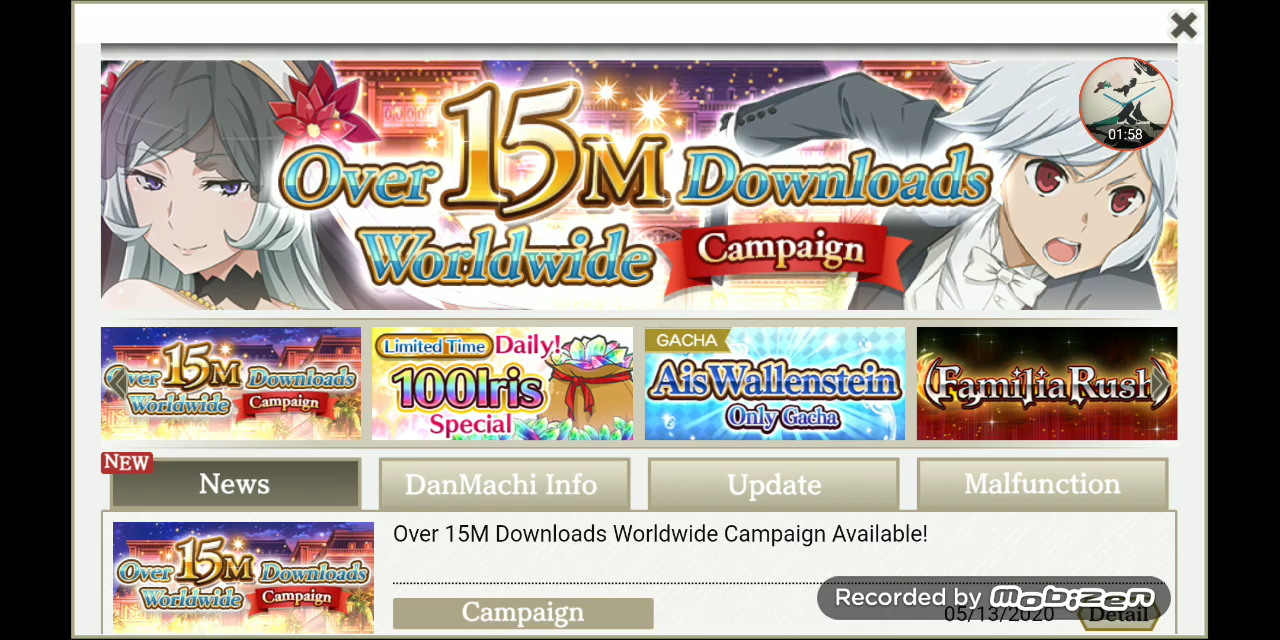 01:58
Over 15M Downloads
Worldwide Campaign
Over 15M Downloads
Worldwide Campaign
Limited Time Daily!
100Iris
Special
GACHA
AisWallenstein
Only Gacha
FamiliaRush
NEW
News
DanMachi Info
Update
Malfunction
Over 15M Downloads
Worldwide Campaign
Over 15M Downloads Worldwide Campaign Available!
Campaign
05/13/2020
Detail
Recorded by Mobizen